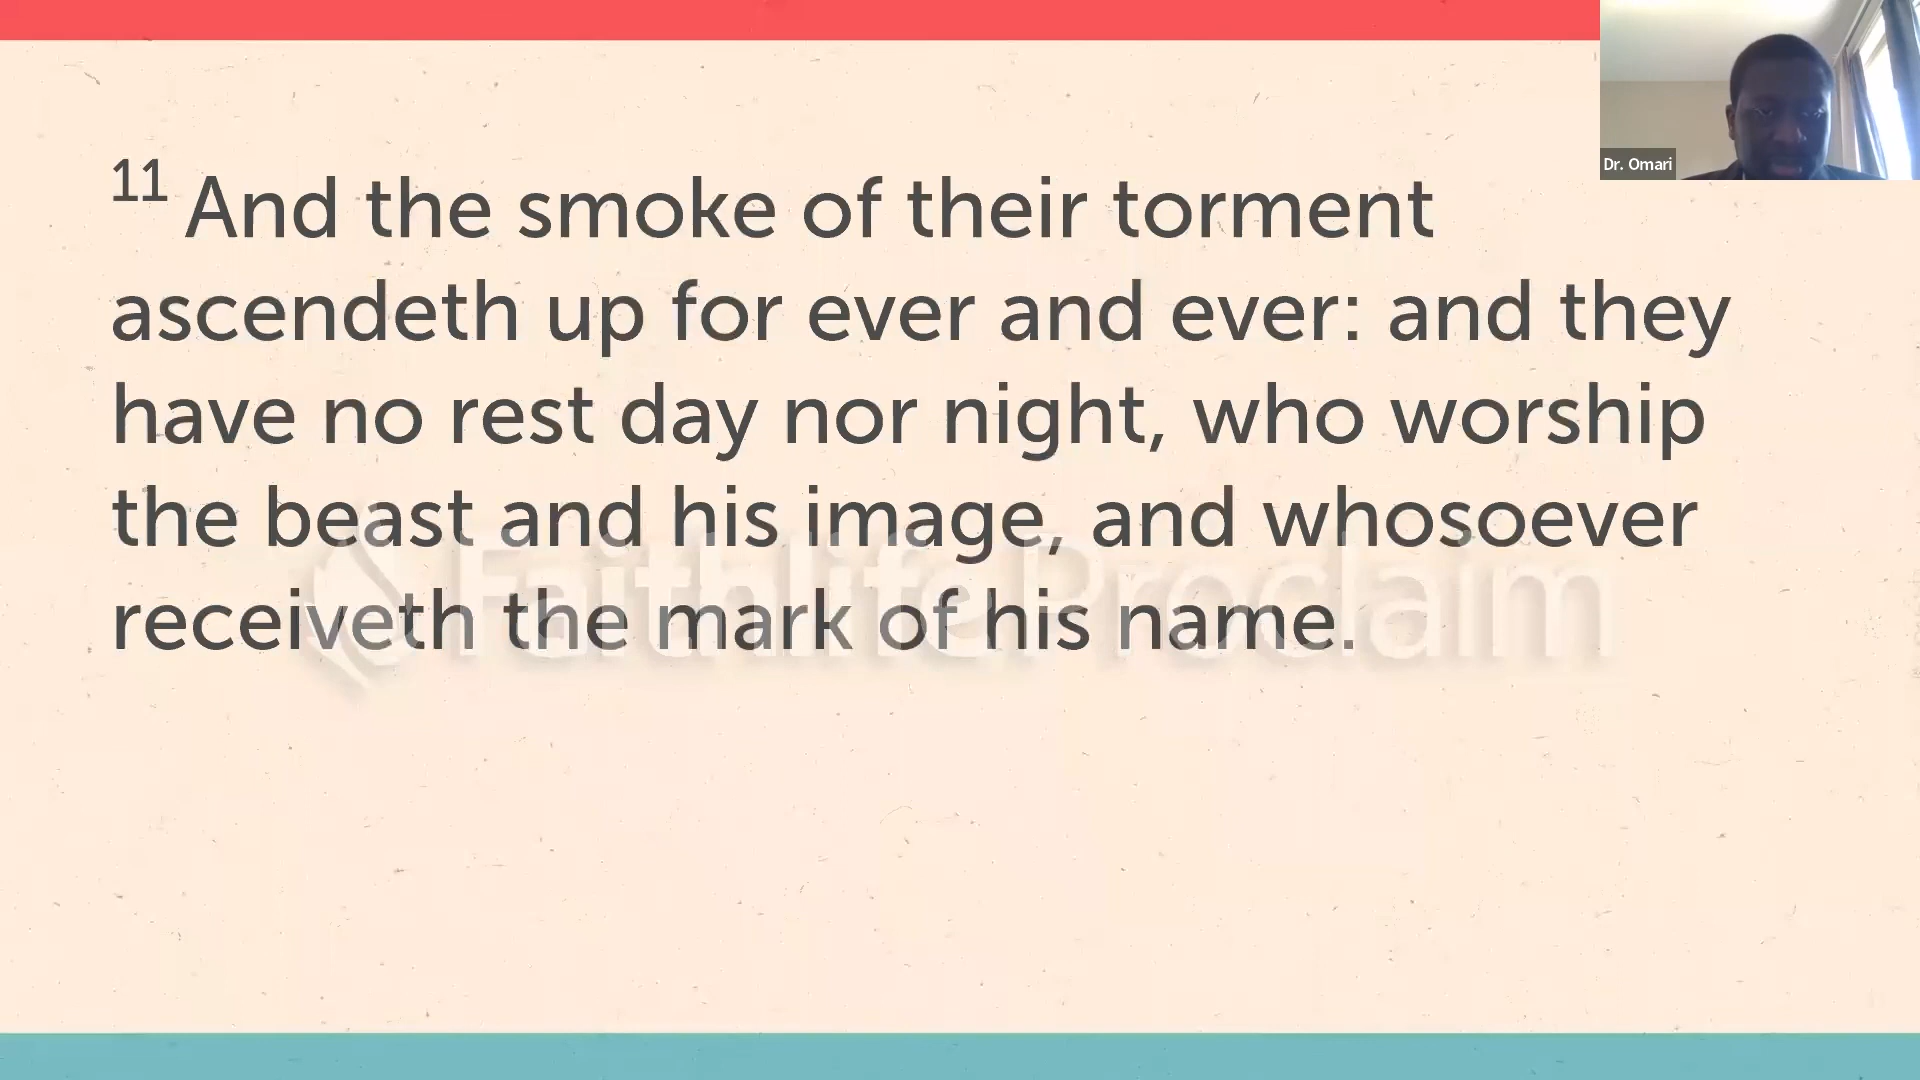 Dr. Omari
11 And the smoke of their torment
ascendeth up for ever and ever: and they
have no rest day nor night, who worship
the beast and his image, and whosoever
receiveth the mark of his name.
Faithlife Proclaim